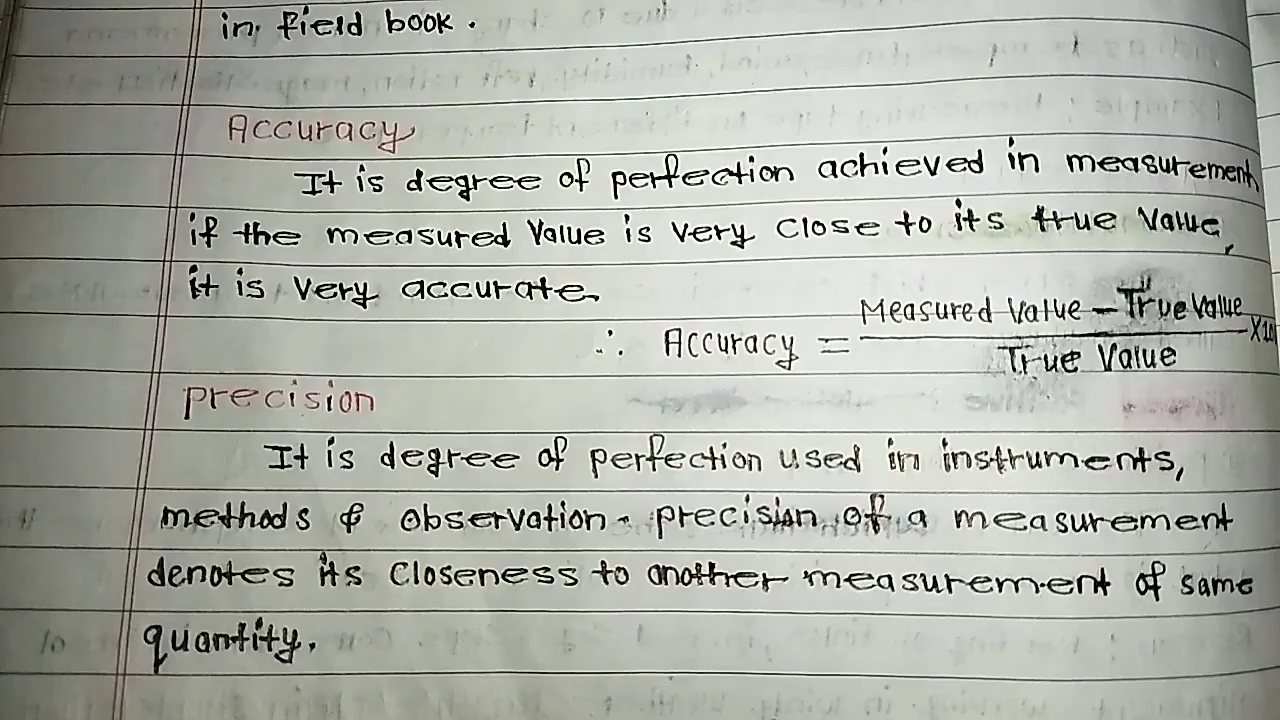 in field book.
Accuracy
It is degree of perfection achieved in measurement,
if the measured value is very close to its true value,
it is very accurate.
Measured Value - True Value
∴ Accuracy = ×10
True Value
precision
It is degree of perfection used in instruments,
methods & observation. precision of a measurement
denotes its closeness to another measurement of same
quantity.